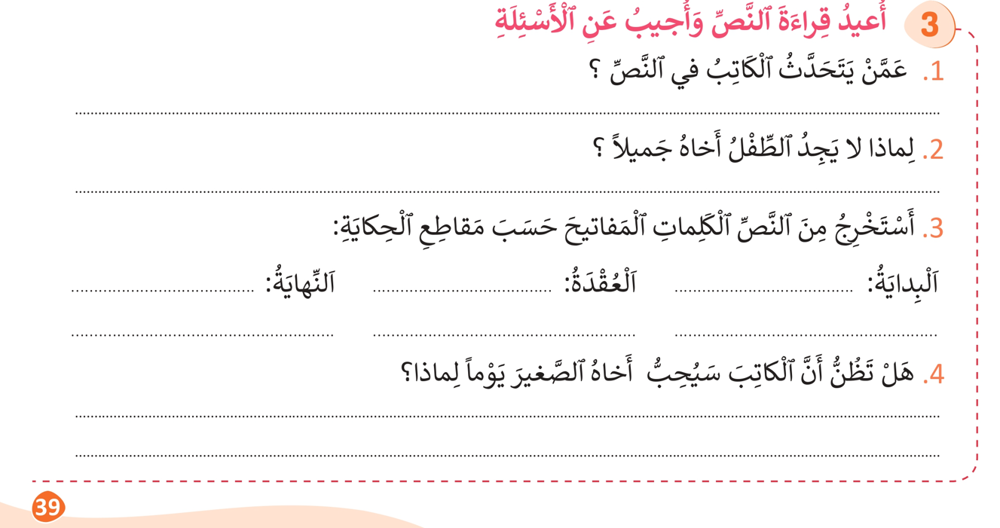 3 أُعيدُ قِراءَةَ ٱلنَّصِّ وَأُجيبُ عَنِ ٱلْأَسْئِلَةِ
1. عَمَّنْ يَتَحَدَّثُ ٱلْكَاتِبُ في ٱلنَّصِّ ؟
2. لِماذا لا يَجِدُ ٱلطِّفْلُ أَخاهُ جَميلاً ؟
3. أَسْتَخْرِجُ مِنَ ٱلنَّصِّ ٱلْكَلِماتِ ٱلْمَفاتيحَ حَسَبَ مَقاطِعِ ٱلْحِكايَةِ:
اَلْبِدايَةُ: ........ اَلْعُقْدَةُ: ........ اَلنِّهايَةُ: ........
4. هَلْ تَظُنُّ أَنَّ ٱلْكاتِبَ سَيُحِبُّ أَخاهُ ٱلصَّغيرَ يَوْماً لِماذا؟
39